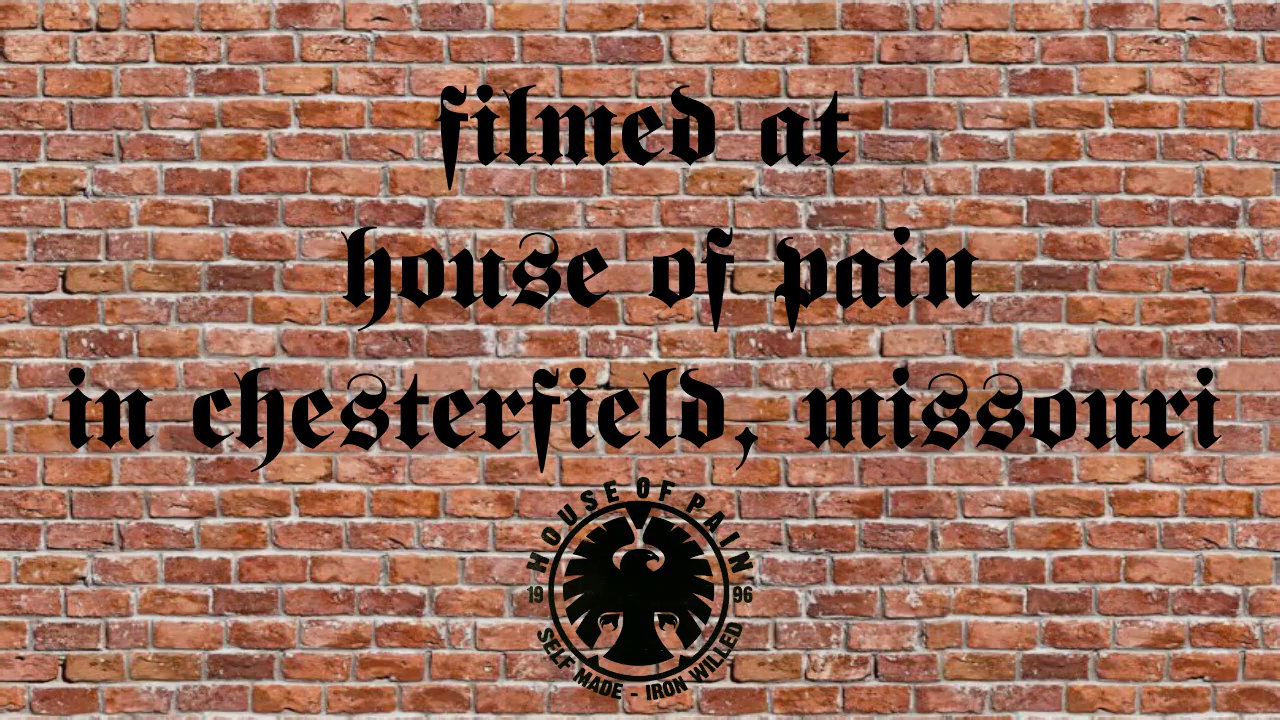 filmed at
house of pain
in chesterfield, missouri
HOUSE OF PAIN
19 96
SELF MADE - IRON WILLED